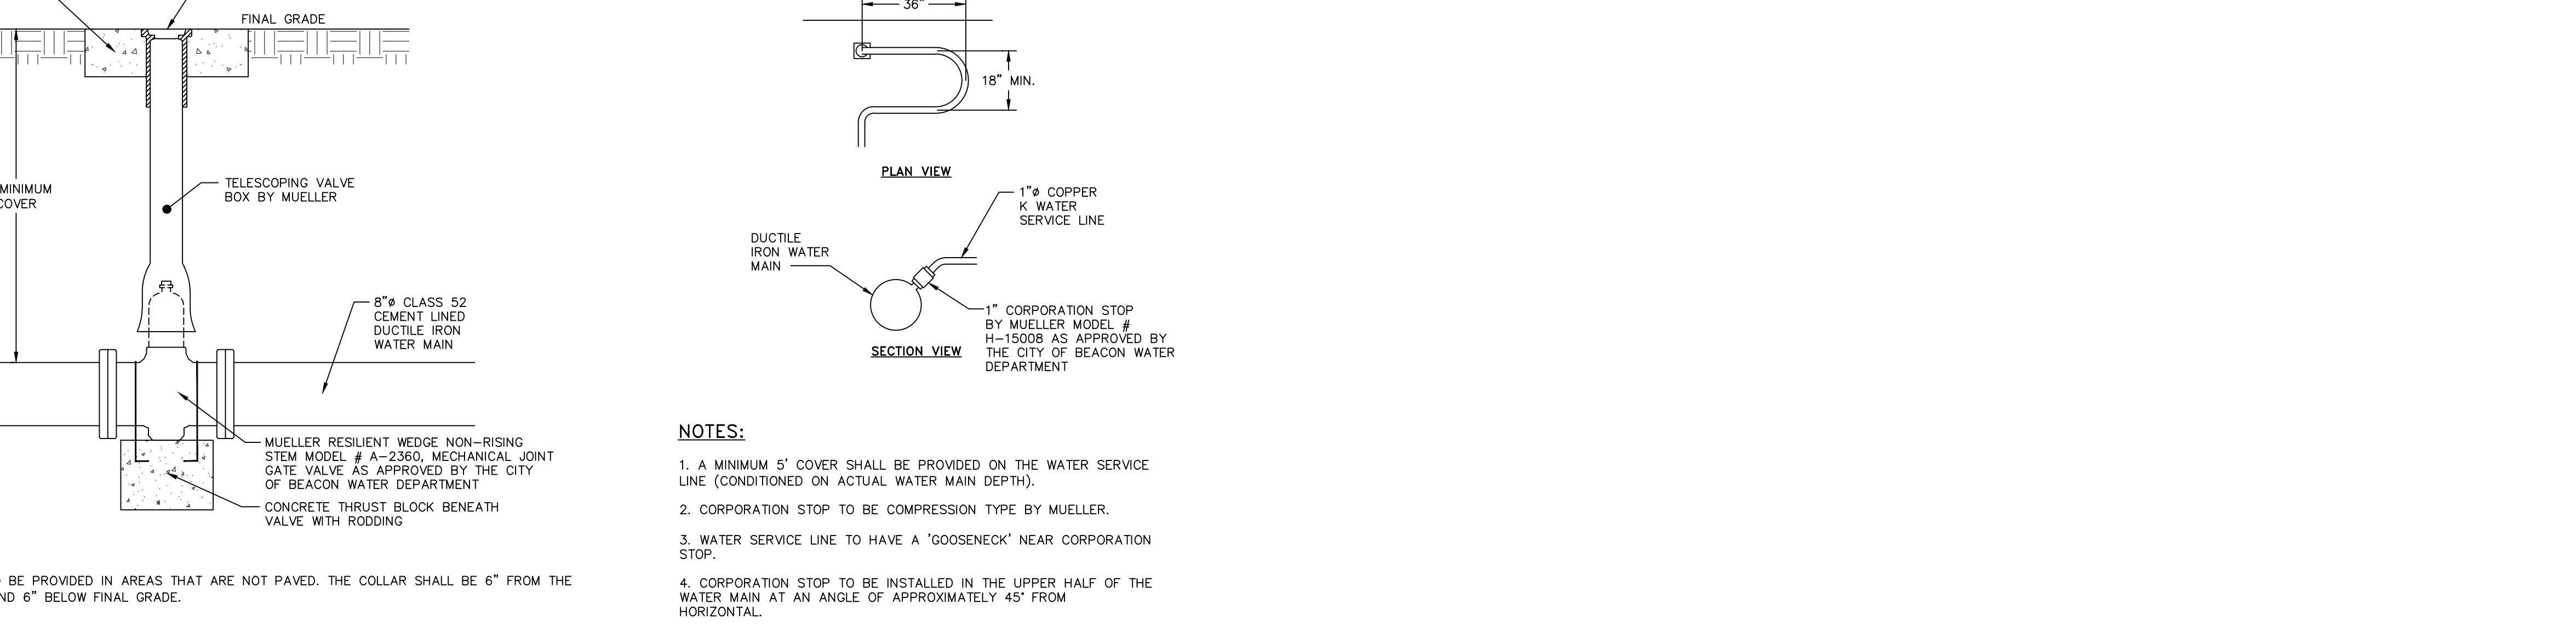 FINAL GRADE
MINIMUM
COVER
TELESCOPING VALVE
BOX BY MUELLER
8"ø CLASS 52
CEMENT LINED
DUCTILE IRON
WATER MAIN
MUELLER RESILIENT WEDGE NON-RISING
STEM MODEL # A-2360, MECHANICAL JOINT
GATE VALVE AS APPROVED BY THE CITY
OF BEACON WATER DEPARTMENT
CONCRETE THRUST BLOCK BENEATH
VALVE WITH RODDING
BE PROVIDED IN AREAS THAT ARE NOT PAVED. THE COLLAR SHALL BE 6" FROM THE
6" BELOW FINAL GRADE.
36"
18" MIN.
PLAN VIEW
1"ø COPPER
K WATER
SERVICE LINE
DUCTILE
IRON WATER
MAIN
1" CORPORATION STOP
BY MUELLER MODEL #
H-15008 AS APPROVED BY
THE CITY OF BEACON WATER
DEPARTMENT
SECTION VIEW
NOTES:
1. A MINIMUM 5' COVER SHALL BE PROVIDED ON THE WATER SERVICE
LINE (CONDITIONED ON ACTUAL WATER MAIN DEPTH).
2. CORPORATION STOP TO BE COMPRESSION TYPE BY MUELLER.
3. WATER SERVICE LINE TO HAVE A 'GOOSENECK' NEAR CORPORATION
STOP.
4. CORPORATION STOP TO BE INSTALLED IN THE UPPER HALF OF THE
WATER MAIN AT AN ANGLE OF APPROXIMATELY 45° FROM
HORIZONTAL.